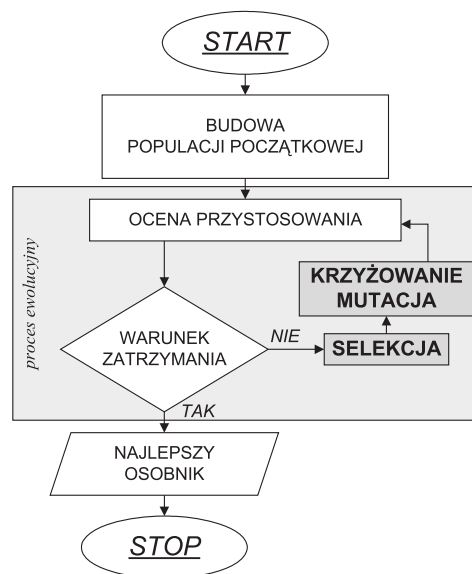 START
BUDOWA
POPULACJI POCZĄTKOWEJ
proces ewolucyjny
OCENA PRZYSTOSOWANIA
KRZYŻOWANIE
MUTACJA
WARUNEK
ZATRZYMANIA
NIE
SELEKCJA
TAK
NAJLEPSZY
OSOBNIK
STOP